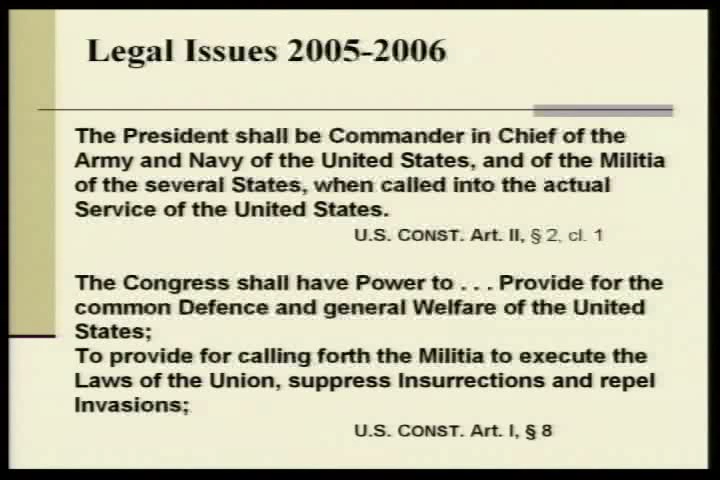 Legal Issues 2005-2006
The President shall be Commander in Chief of the
Army and Navy of the United States, and of the Militia
of the several States, when called into the actual
Service of the United States.
U.S. CONST. Art. II, § 2, cl. 1
The Congress shall have Power to . . . Provide for the
common Defence and general Welfare of the United
States;
To provide for calling forth the Militia to execute the
Laws of the Union, suppress Insurrections and repel
Invasions;
U.S. CONST. Art. I, § 8